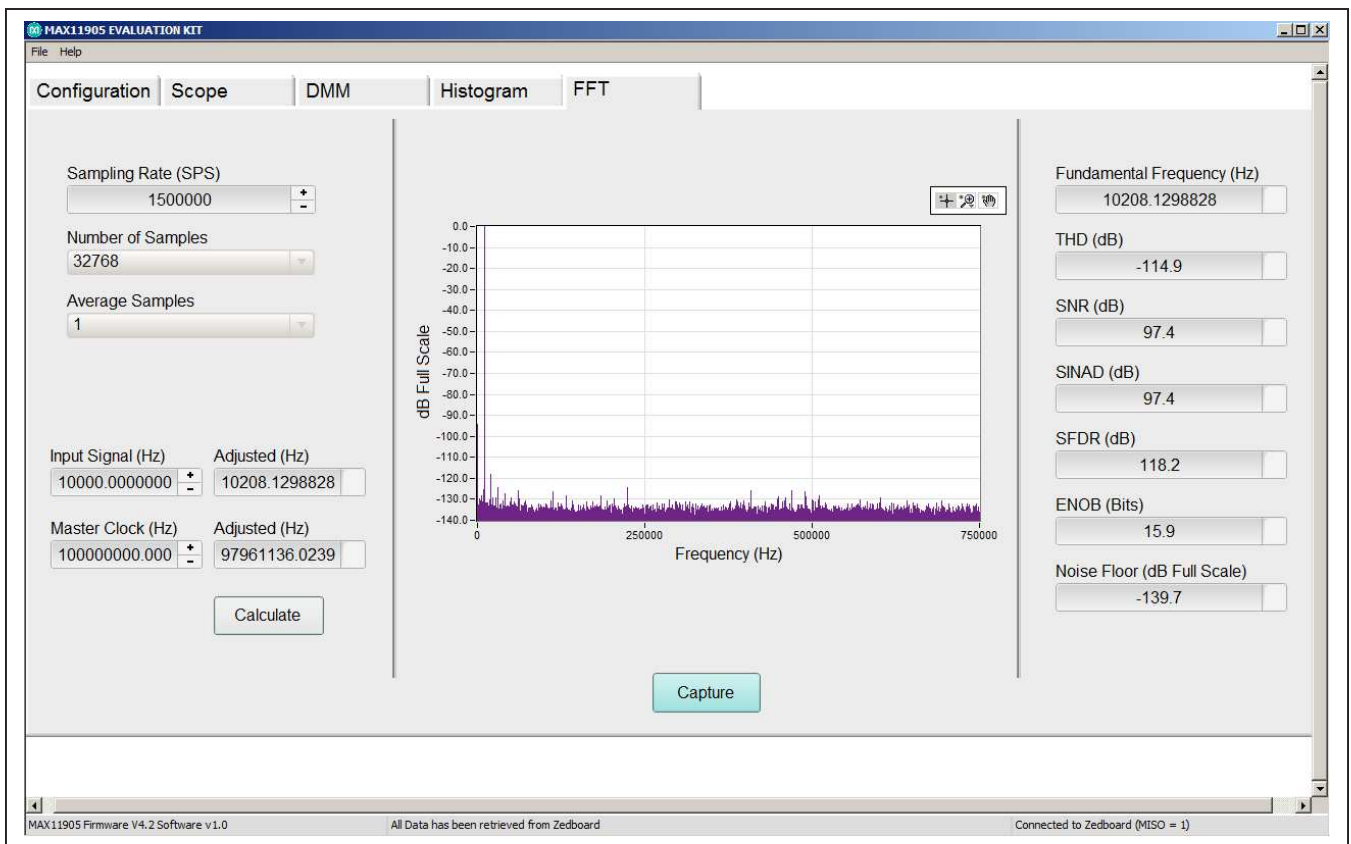 MAX11905 EVALUATION KIT
File Help
Configuration Scope DMM Histogram FFT
Sampling Rate (SPS)
1500000
Number of Samples
32768
Average Samples
1
Input Signal (Hz) Adjusted (Hz)
10000.0000000 10208.1298828
Master Clock (Hz) Adjusted (Hz)
100000000.000 97961136.0239
Calculate
dB Full Scale
0.0
-10.0
-20.0
-30.0
-40.0
-50.0
-60.0
-70.0
-80.0
-90.0
-100.0
-110.0
-120.0
-130.0
-140.0
0 250000 500000 750000
Frequency (Hz)
Capture
Fundamental Frequency (Hz)
10208.1298828
THD (dB)
-114.9
SNR (dB)
97.4
SINAD (dB)
97.4
SFDR (dB)
118.2
ENOB (Bits)
15.9
Noise Floor (dB Full Scale)
-139.7
MAX11905 Firmware V4.2 Software v1.0 All Data has been retrieved from Zedboard Connected to Zedboard (MISO = 1)